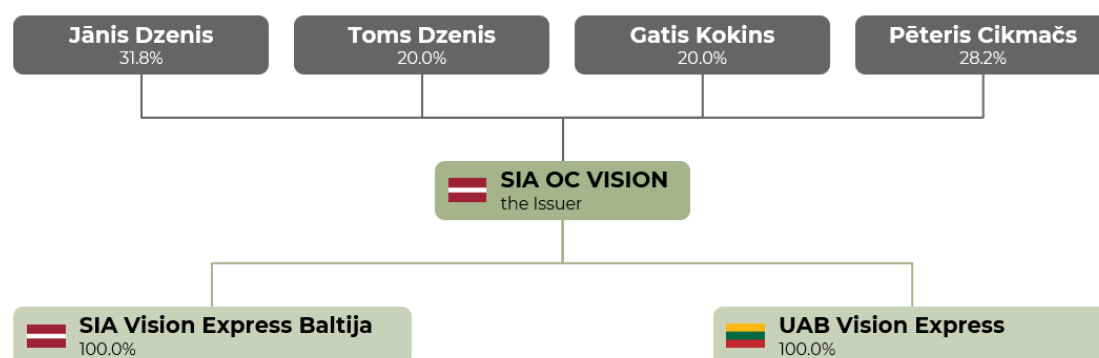 Jānis Dzenis
31.8%
Toms Dzenis
20.0%
Gatis Kokins
20.0%
Pēteris Cikmačs
28.2%
SIA OC VISION
the Issuer
SIA Vision Express Baltija
100.0%
UAB Vision Express
100.0%